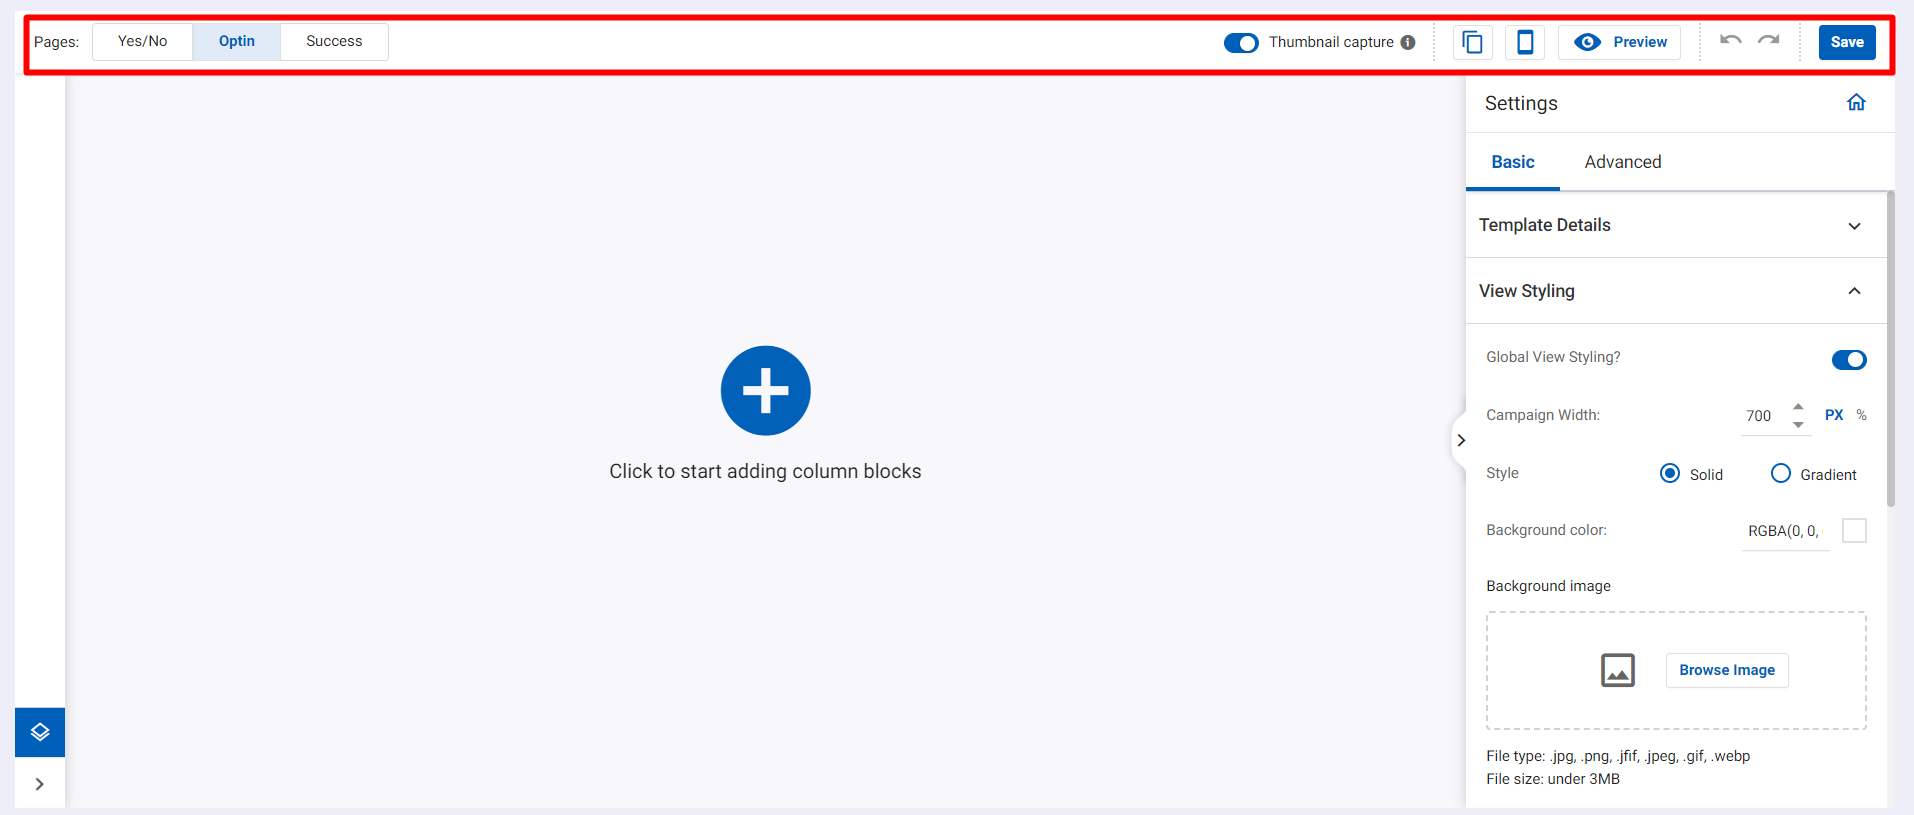 Pages: Yes/No Optin Success Thumbnail capture Preview Save
Settings
Basic Advanced
Template Details
View Styling
Global View Styling?
Campaign Width: 700 PX %
Style Solid Gradient
Background color: RGBA(0, 0,
Background image
Browse Image
File type: .jpg, .png, .jfif, .jpeg, .gif, .webp
File size: under 3MB
Click to start adding column blocks